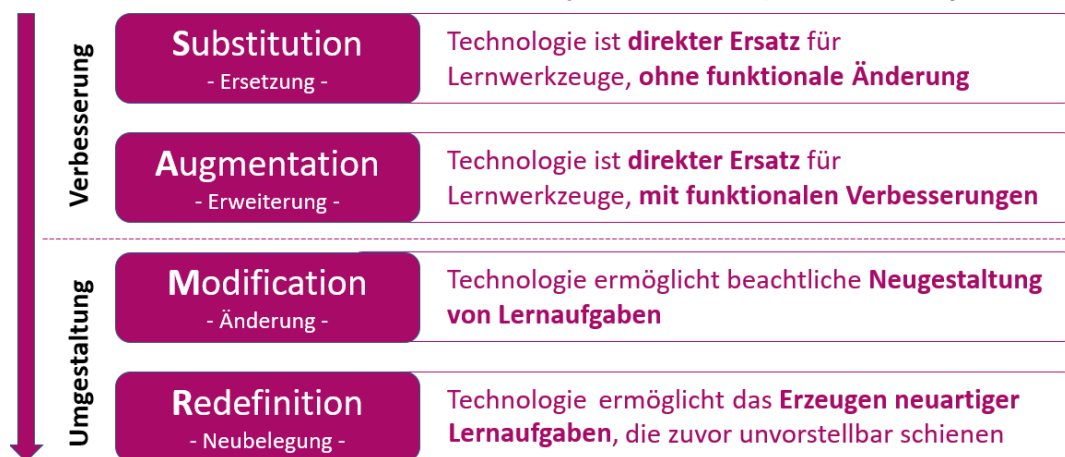 Verbesserung
Substitution
- Ersetzung -
Technologie ist direkter Ersatz für
Lernwerkzeuge, ohne funktionale Änderung
Augmentation
- Erweiterung -
Technologie ist direkter Ersatz für
Lernwerkzeuge, mit funktionalen Verbesserungen
Umgestaltung
Modification
- Änderung -
Technologie ermöglicht beachtliche Neugestaltung
von Lernaufgaben
Redefinition
- Neubelegung -
Technologie ermöglicht das Erzeugen neuartiger
Lernaufgaben, die zuvor unvorstellbar schienen